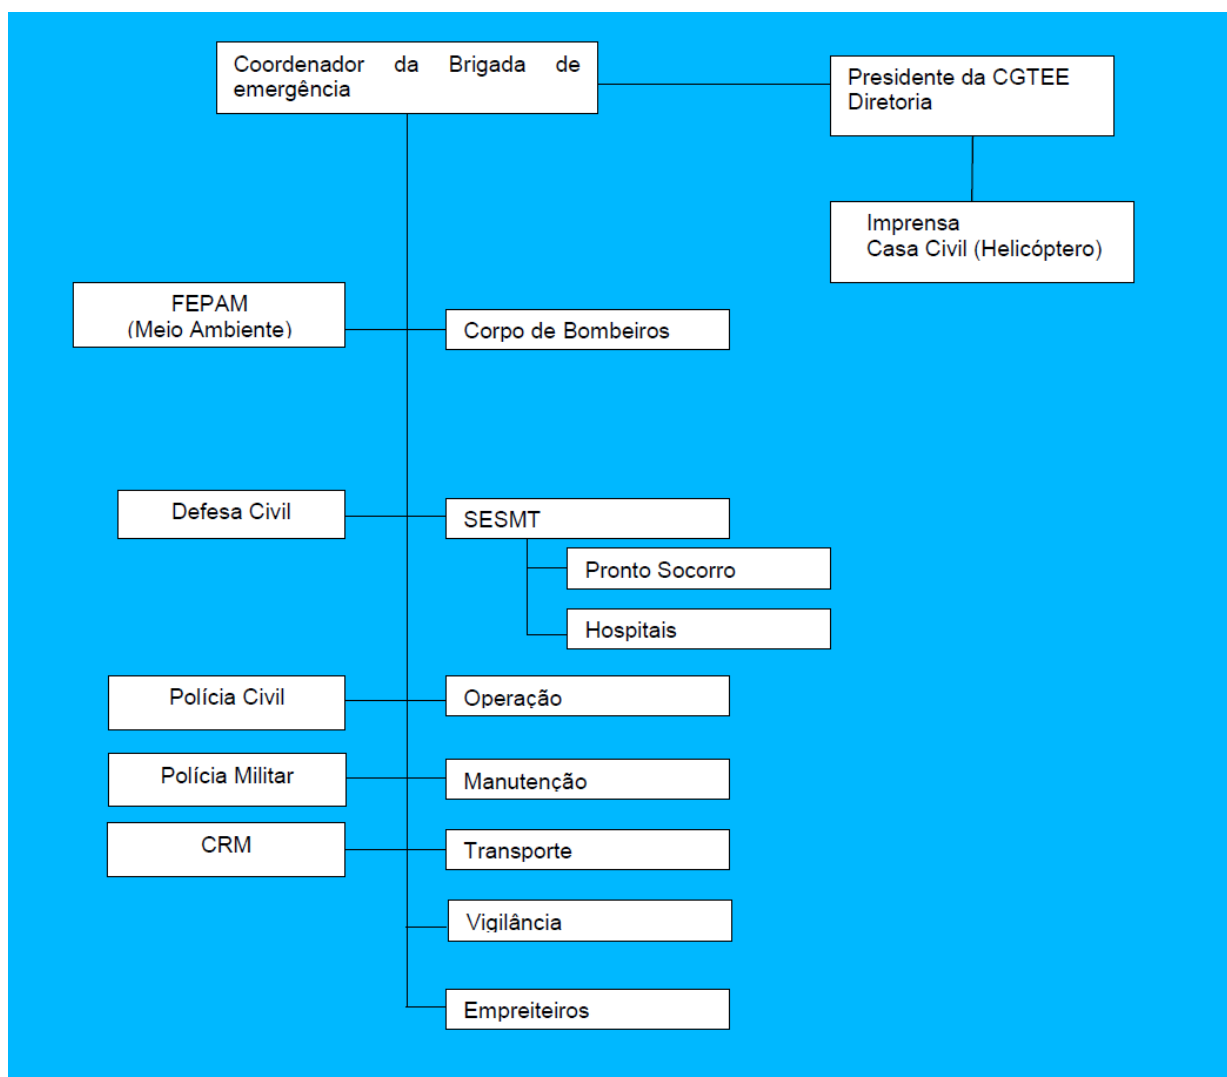 Coordenador da Brigada de
emergência
Presidente da CGTEE
Diretoria
Imprensa
Casa Civil (Helicóptero)
FEPAM
(Meio Ambiente)
Corpo de Bombeiros
Defesa Civil
SESMT
Pronto Socorro
Hospitais
Polícia Civil
Operação
Polícia Militar
Manutenção
CRM
Transporte
Vigilância
Empreiteiros